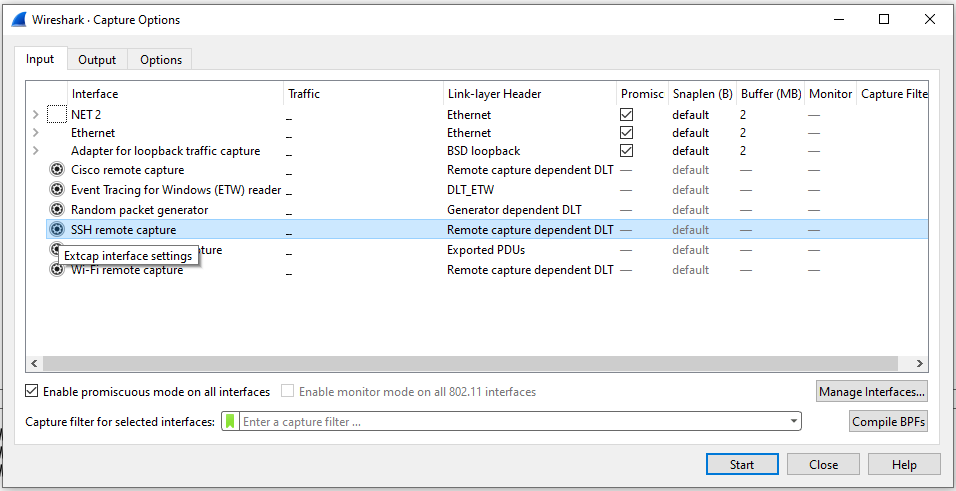 Wireshark · Capture Options
Input Output Options
Interface Traffic Link-layer Header Promisc Snaplen (B) Buffer (MB) Monitor Capture Filte
NET 2 _ Ethernet default 2 —
Ethernet _ Ethernet default 2 —
Adapter for loopback traffic capture _ BSD loopback default 2 —
Cisco remote capture _ Remote capture dependent DLT — default — —
Event Tracing for Windows (ETW) reader _ DLT_ETW — default — —
Random packet generator _ Generator dependent DLT — default — —
SSH remote capture _ Remote capture dependent DLT — default — —
Extcap interface settings ture _ Exported PDUs — default — —
Wi-Fi remote capture _ Remote capture dependent DLT — default — —
Enable promiscuous mode on all interfaces Enable monitor mode on all 802.11 interfaces Manage Interfaces...
Capture filter for selected interfaces: Enter a capture filter ... Compile BPFs
Start Close Help